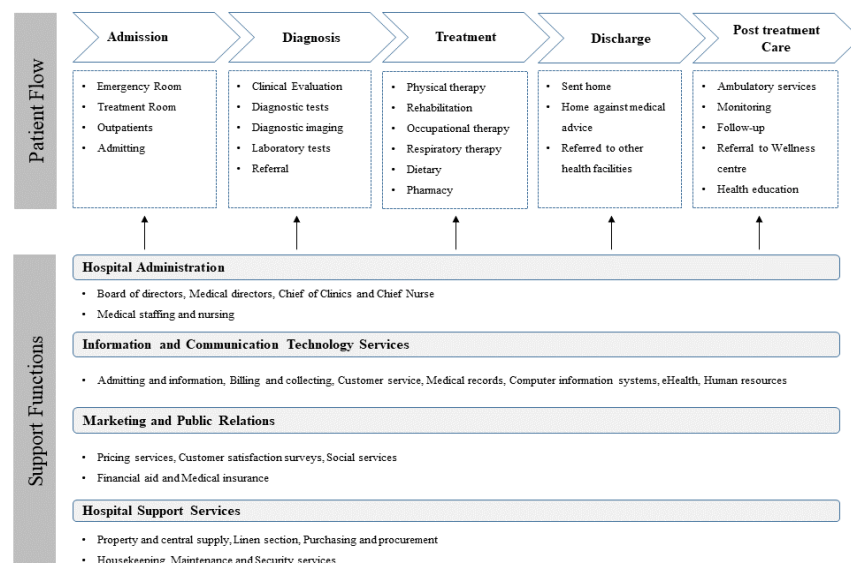 Patient Flow
Admission
Diagnosis
Treatment
Discharge
Post treatment
Care
• Emergency Room
• Treatment Room
• Outpatients
• Admitting
• Clinical Evaluation
• Diagnostic tests
• Diagnostic imaging
• Laboratory tests
• Referral
• Physical therapy
• Rehabilitation
• Occupational therapy
• Respiratory therapy
• Dietary
• Pharmacy
• Sent home
• Home against medical
advice
• Referred to other
health facilities
• Ambulatory services
• Monitoring
• Follow-up
• Referral to Wellness
centre
• Health education
Support Functions
Hospital Administration
• Board of directors, Medical directors, Chief of Clinics and Chief Nurse
• Medical staffing and nursing
Information and Communication Technology Services
• Admitting and information, Billing and collecting, Customer service, Medical records, Computer information systems, eHealth, Human resources
Marketing and Public Relations
• Pricing services, Customer satisfaction surveys, Social services
• Financial aid and Medical insurance
Hospital Support Services
• Property and central supply, Linen section, Purchasing and procurement
• Housekeeping, Maintenance and Security services